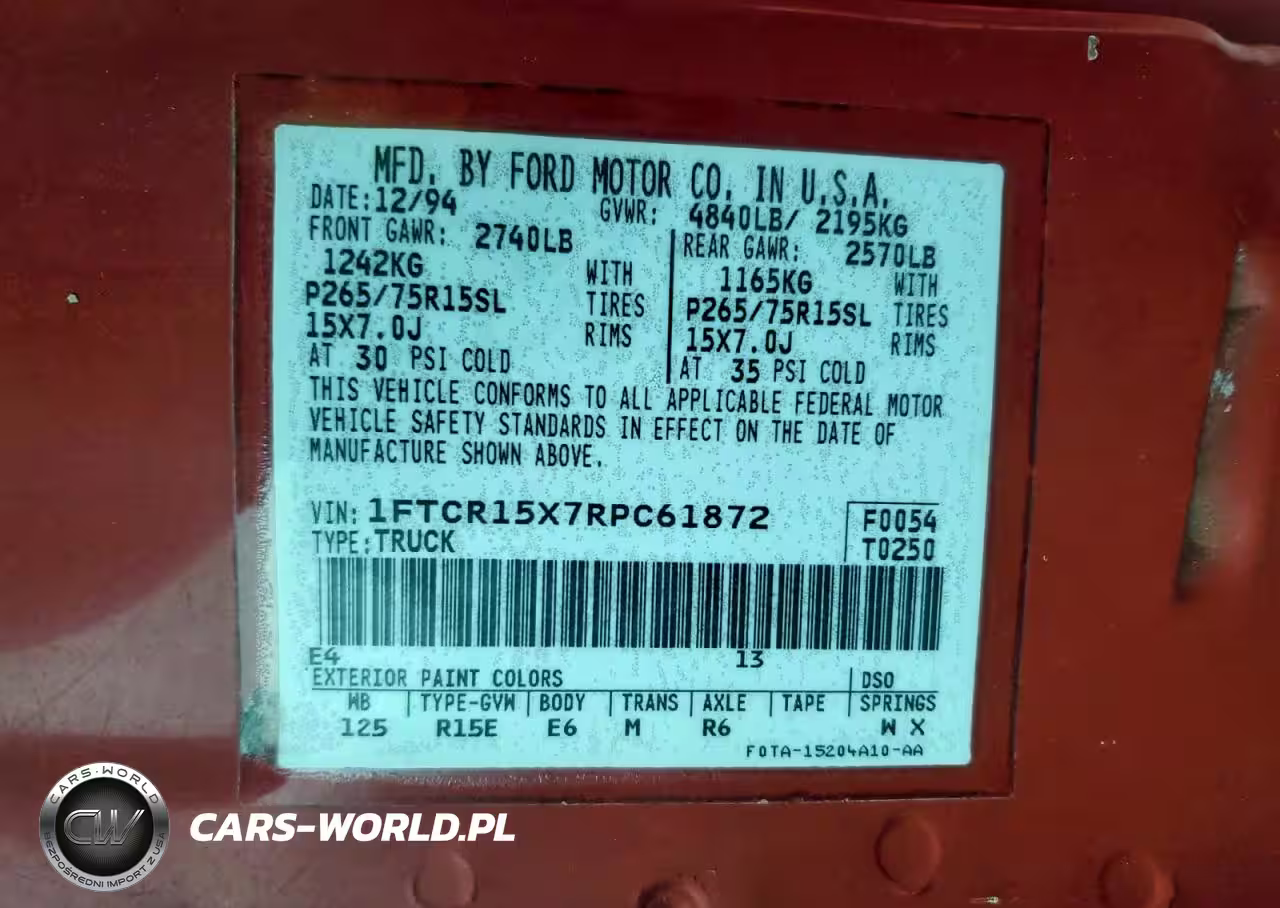 MFD. BY FORD MOTOR CO. IN U.S.A.
DATE: 12/94 GVWR: 4840LB/ 2195KG
FRONT GAWR: 2740LB REAR GAWR: 2570LB
1242KG WITH 1165KG WITH
P265/75R15SL TIRES P265/75R15SL TIRES
15X7.0J RIMS 15X7.0J RIMS
AT 30 PSI COLD AT 35 PSI COLD
THIS VEHICLE CONFORMS TO ALL APPLICABLE FEDERAL MOTOR
VEHICLE SAFETY STANDARDS IN EFFECT ON THE DATE OF
MANUFACTURE SHOWN ABOVE.
VIN: 1FTCR15X7RPC61872 F0054
TYPE: TRUCK T0250
E4 13
EXTERIOR PAINT COLORS DSO
WB TYPE-GVW BODY TRANS AXLE TAPE SPRINGS
125 R15E E6 M R6 W X
F0TA-15204A10-AA
CARS-WORLD
CW
BEZPOŚREDNI IMPORT Z USA
CARS-WORLD.PL